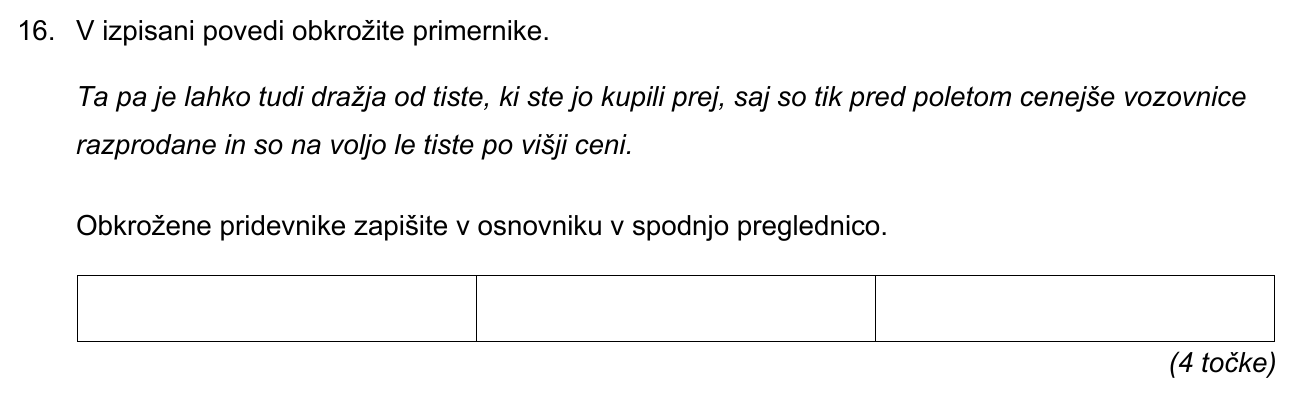 16. V izpisani povedi obkrožite primernike.
Ta pa je lahko tudi dražja od tiste, ki ste jo kupili prej, saj so tik pred poletom cenejše vozovnice
razprodane in so na voljo le tiste po višji ceni.
Obkrožene pridevnike zapišite v osnovniku v spodnjo preglednico.
(4 točke)